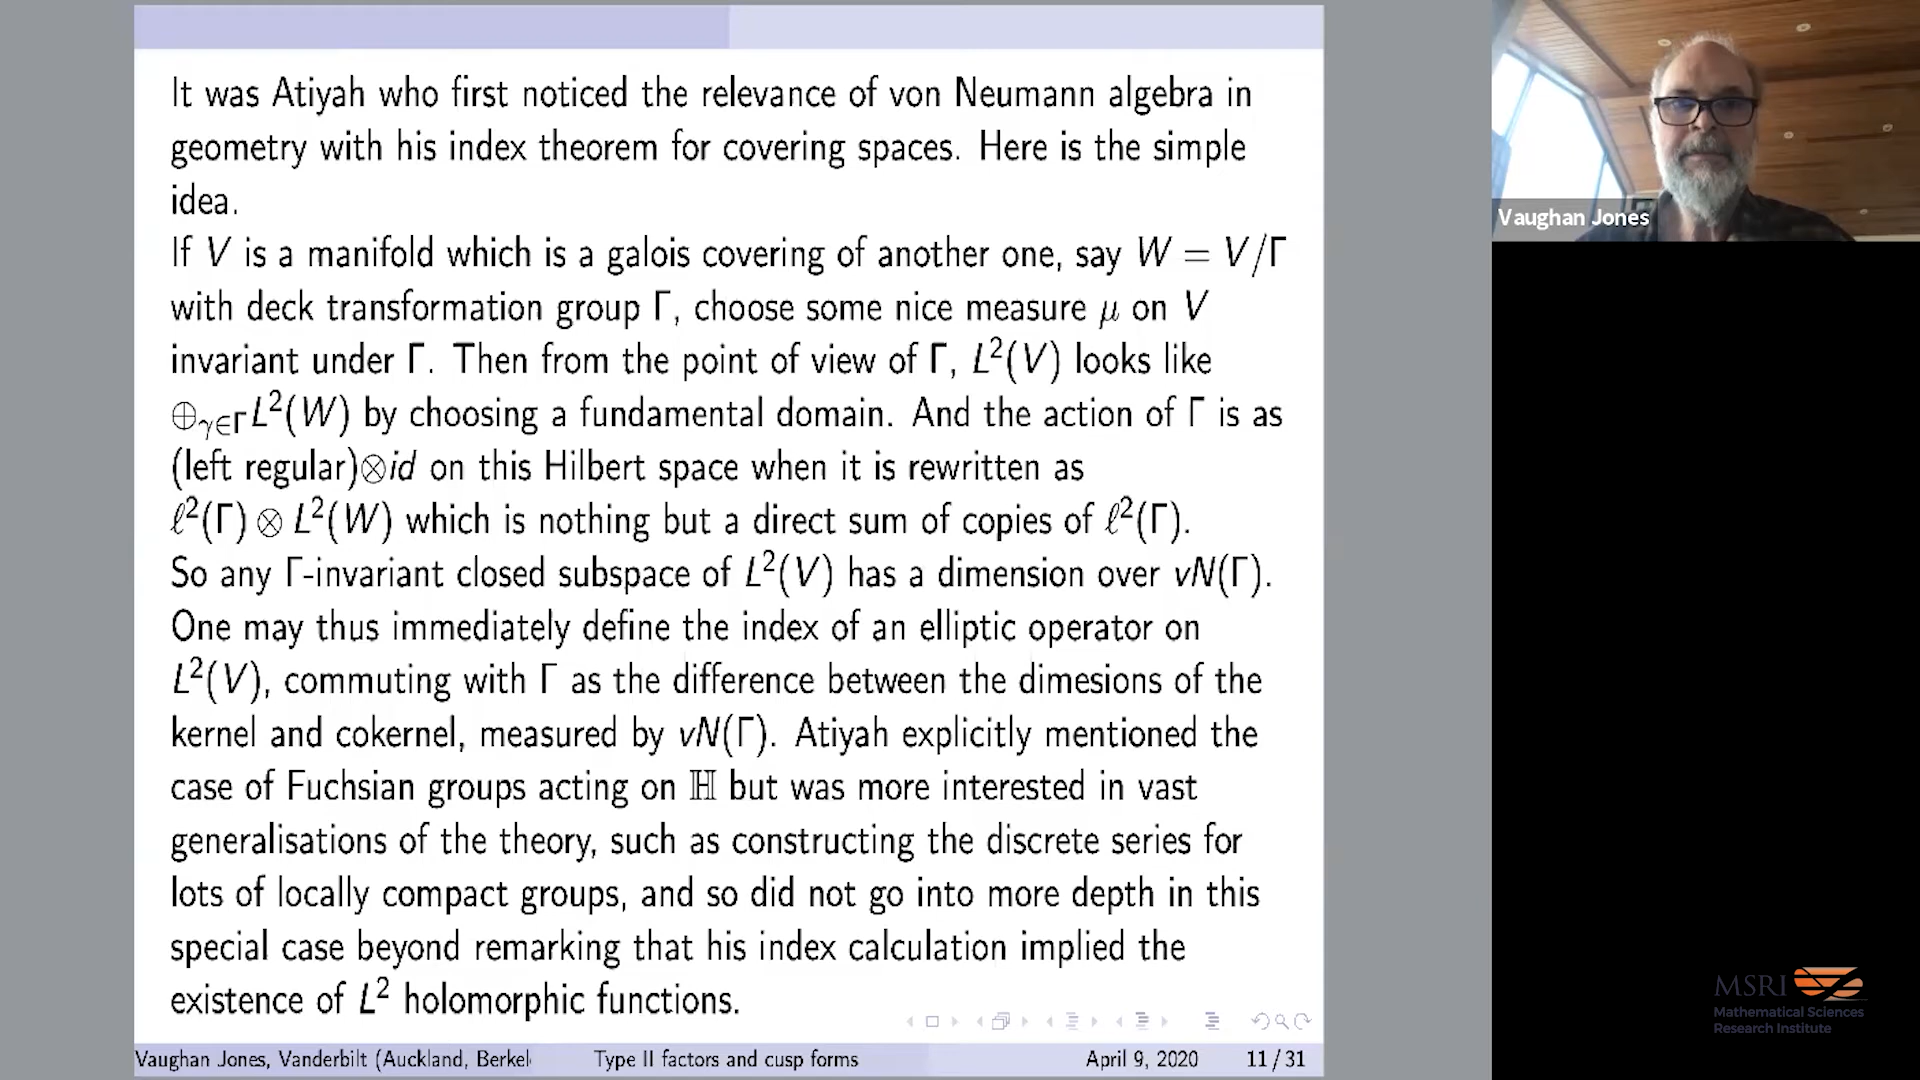 It was Atiyah who first noticed the relevance of von Neumann algebra in
geometry with his index theorem for covering spaces. Here is the simple
idea.
If V is a manifold which is a galois covering of another one, say W = V/Γ
with deck transformation group Γ, choose some nice measure μ on V
invariant under Γ. Then from the point of view of Γ, L²(V) looks like
⊕γ∈Γ L²(W) by choosing a fundamental domain. And the action of Γ is as
(left regular)⊗id on this Hilbert space when it is rewritten as
ℓ²(Γ) ⊗ L²(W) which is nothing but a direct sum of copies of ℓ²(Γ).
So any Γ-invariant closed subspace of L²(V) has a dimension over vN(Γ).
One may thus immediately define the index of an elliptic operator on
L²(V), commuting with Γ as the difference between the dimesions of the
kernel and cokernel, measured by vN(Γ). Atiyah explicitly mentioned the
case of Fuchsian groups acting on ℍ but was more interested in vast
generalisations of the theory, such as constructing the discrete series for
lots of locally compact groups, and so did not go into more depth in this
special case beyond remarking that his index calculation implied the
existence of L² holomorphic functions.
Vaughan Jones, Vanderbilt (Auckland, Berkel Type II factors and cusp forms April 9, 2020 11 / 31
Vaughan Jones
MSRI
Mathematical Sciences
Research Institute